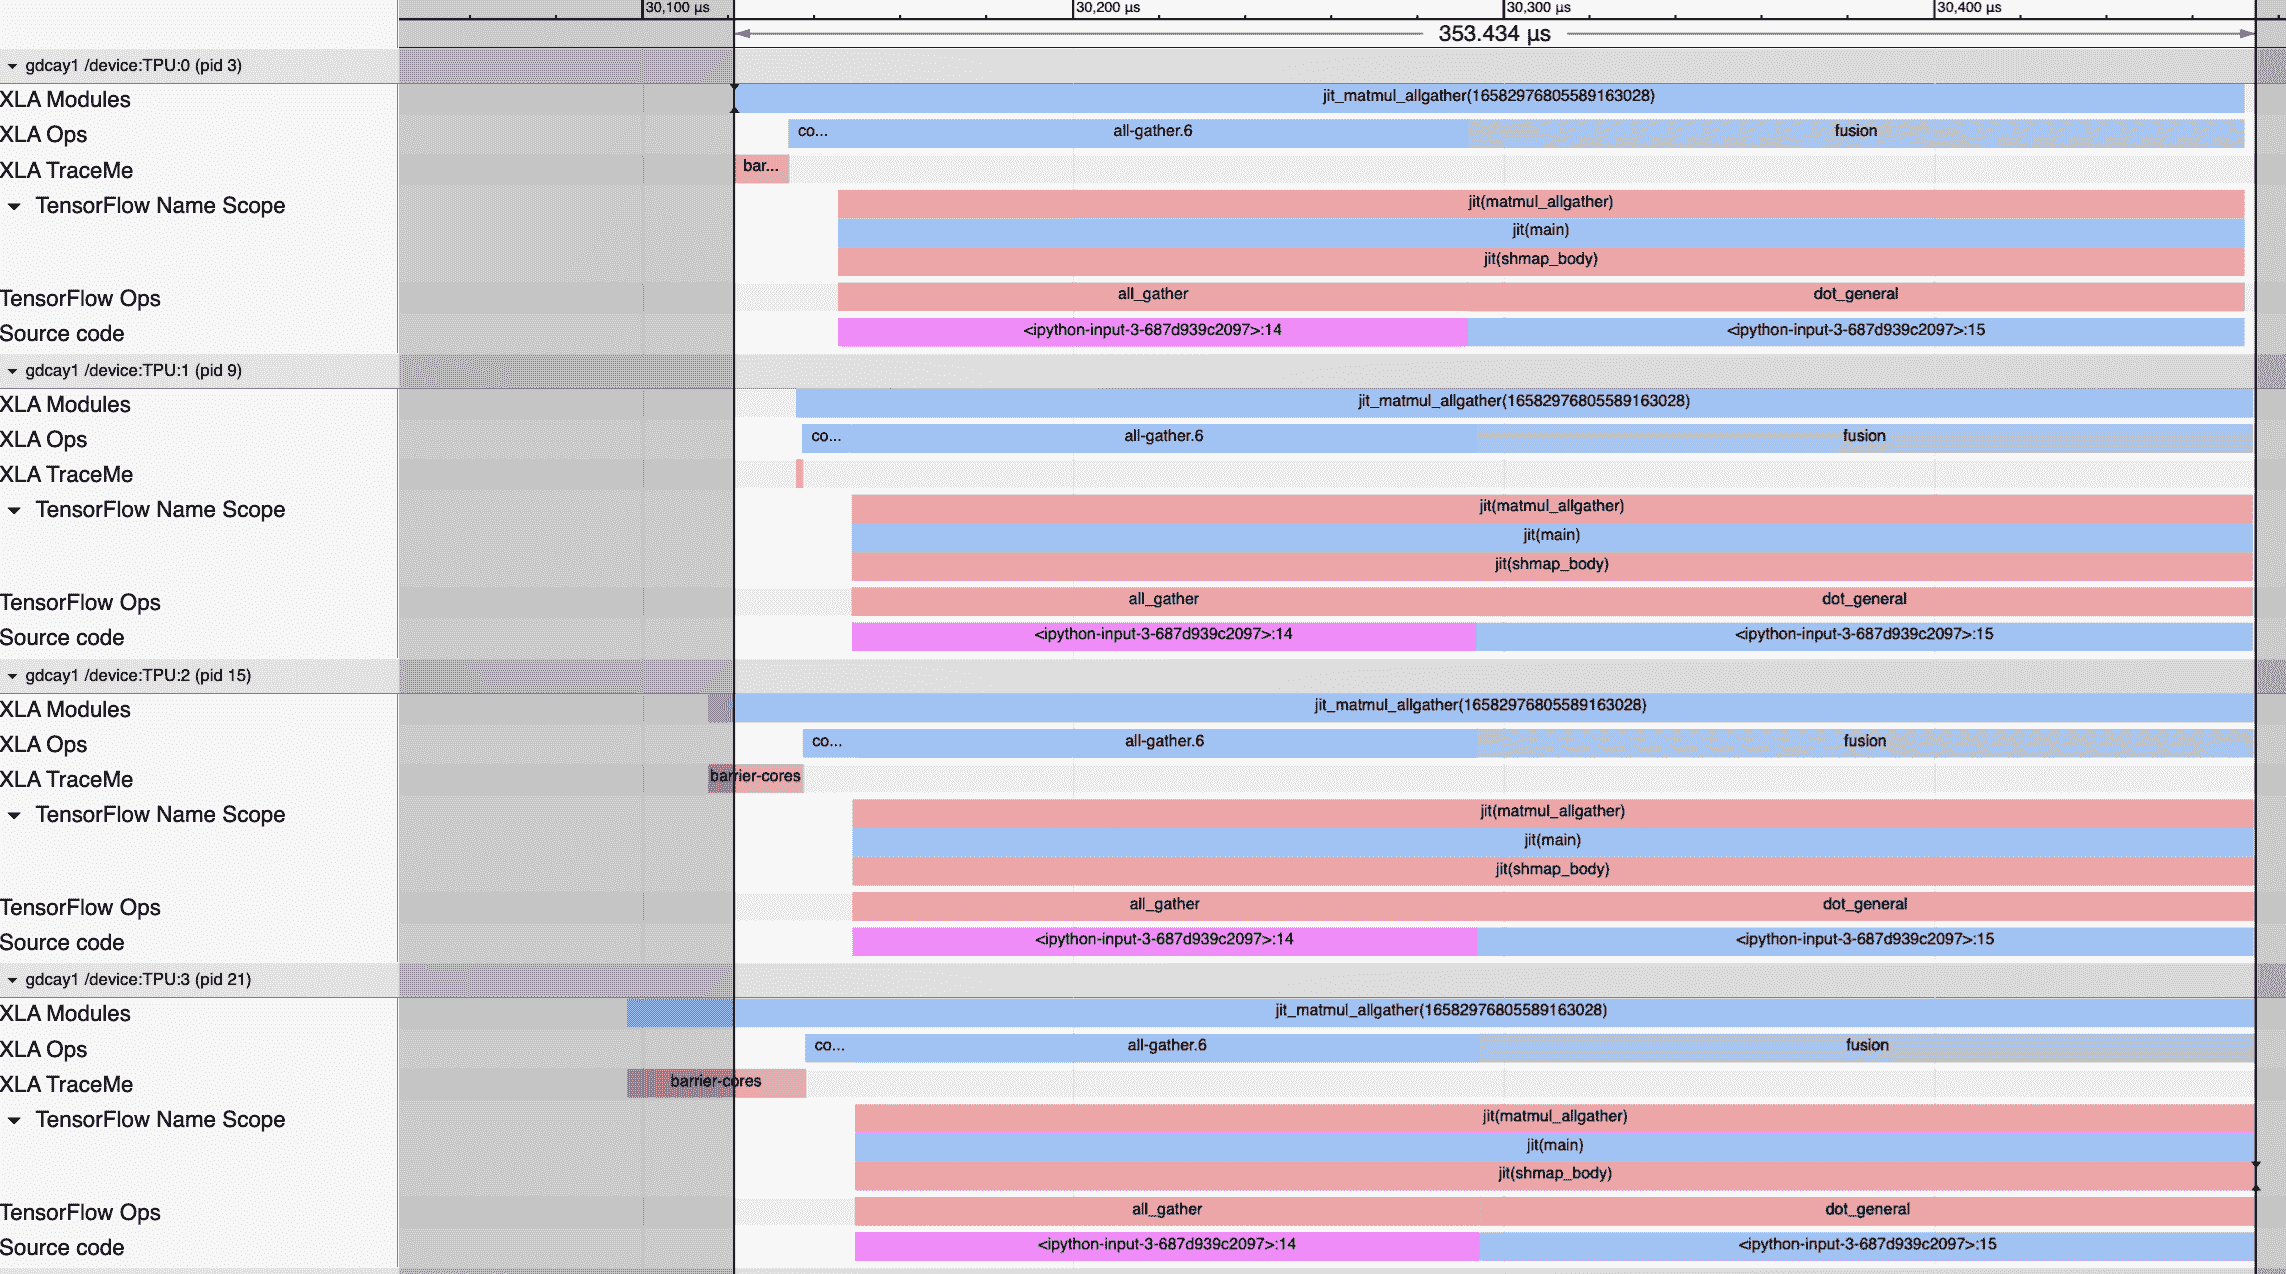 30,100 µs
30,200 µs
30,300 µs
30,400 µs
353.434 µs
gdcay1 /device:TPU:0 (pid 3)
XLA Modules
jit_matmul_allgather(16582976805589163028)
XLA Ops
co...
all-gather.6
fusion
XLA TraceMe
bar...
TensorFlow Name Scope
jit(matmul_allgather)
jit(main)
jit(shmap_body)
TensorFlow Ops
all_gather
dot_general
Source code
<ipython-input-3-687d939c2097>:14
<ipython-input-3-687d939c2097>:15
gdcay1 /device:TPU:1 (pid 9)
XLA Modules
jit_matmul_allgather(16582976805589163028)
XLA Ops
co...
all-gather.6
fusion
XLA TraceMe
TensorFlow Name Scope
jit(matmul_allgather)
jit(main)
jit(shmap_body)
TensorFlow Ops
all_gather
dot_general
Source code
<ipython-input-3-687d939c2097>:14
<ipython-input-3-687d939c2097>:15
gdcay1 /device:TPU:2 (pid 15)
XLA Modules
jit_matmul_allgather(16582976805589163028)
XLA Ops
co...
all-gather.6
fusion
XLA TraceMe
barrier-cores
TensorFlow Name Scope
jit(matmul_allgather)
jit(main)
jit(shmap_body)
TensorFlow Ops
all_gather
dot_general
Source code
<ipython-input-3-687d939c2097>:14
<ipython-input-3-687d939c2097>:15
gdcay1 /device:TPU:3 (pid 21)
XLA Modules
jit_matmul_allgather(16582976805589163028)
XLA Ops
co...
all-gather.6
fusion
XLA TraceMe
barrier-cores
TensorFlow Name Scope
jit(matmul_allgather)
jit(main)
jit(shmap_body)
TensorFlow Ops
all_gather
dot_general
Source code
<ipython-input-3-687d939c2097>:14
<ipython-input-3-687d939c2097>:15